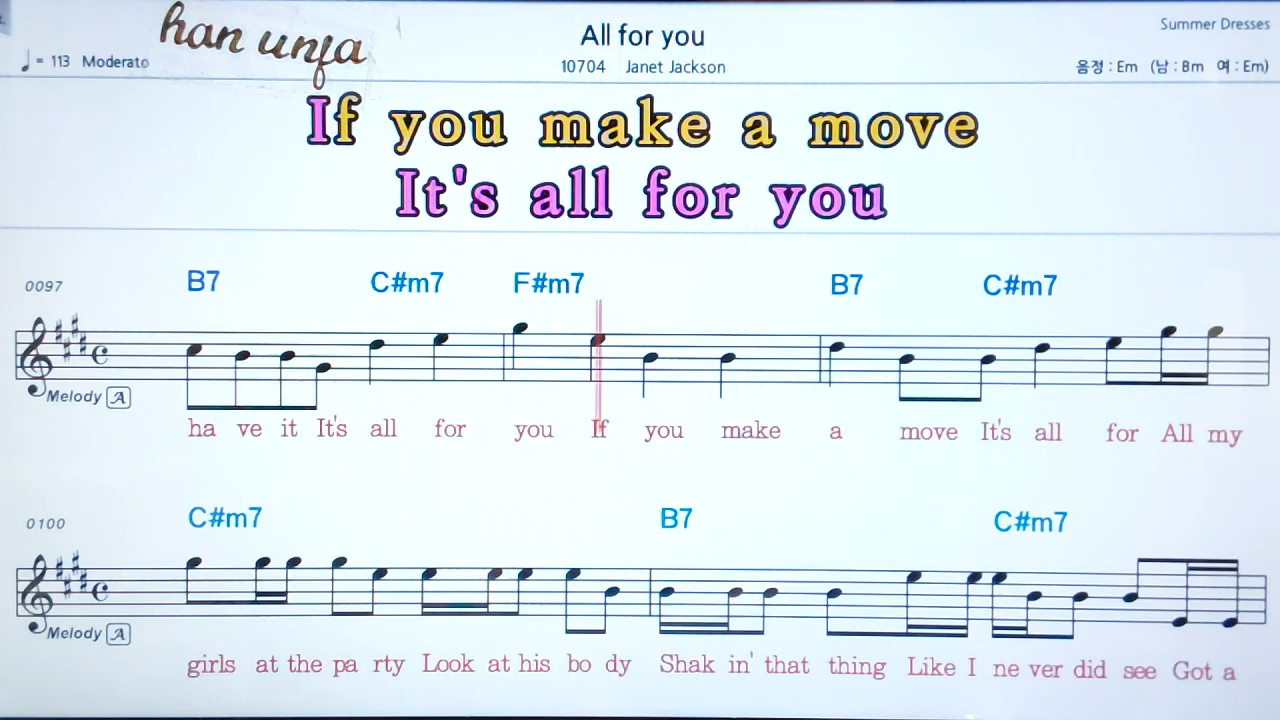 han unja
All for you
Summer Dresses
♩ = 113 Moderato
10704 Janet Jackson
음정 : Em (남 : Bm 여 : Em)
If you make a move
It's all for you
0097
B7 C#m7 F#m7 B7 C#m7
Melody A
ha ve it It's all for you If you make a move It's all for All my
0100
C#m7 B7 C#m7
Melody A
girls at the pa rty Look at his bo dy Shak in' that thing Like I ne ver did see Got a